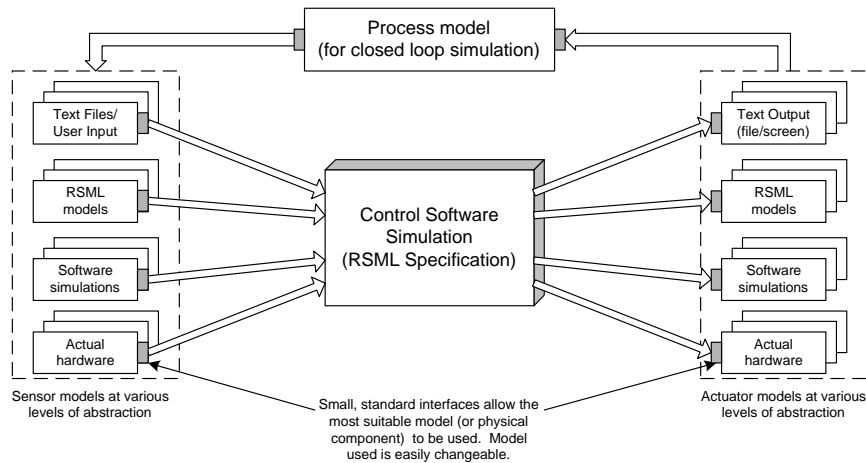 Process model
(for closed loop simulation)
Text Files/
User Input
RSML
models
Software
simulations
Actual
hardware
Sensor models at various
levels of abstraction
Control Software
Simulation
(RSML Specification)
Text Output
(file/screen)
RSML
models
Software
simulations
Actual
hardware
Actuator models at various
levels of abstraction
Small, standard interfaces allow the
most suitable model (or physical
component) to be used. Model
used is easily changeable.